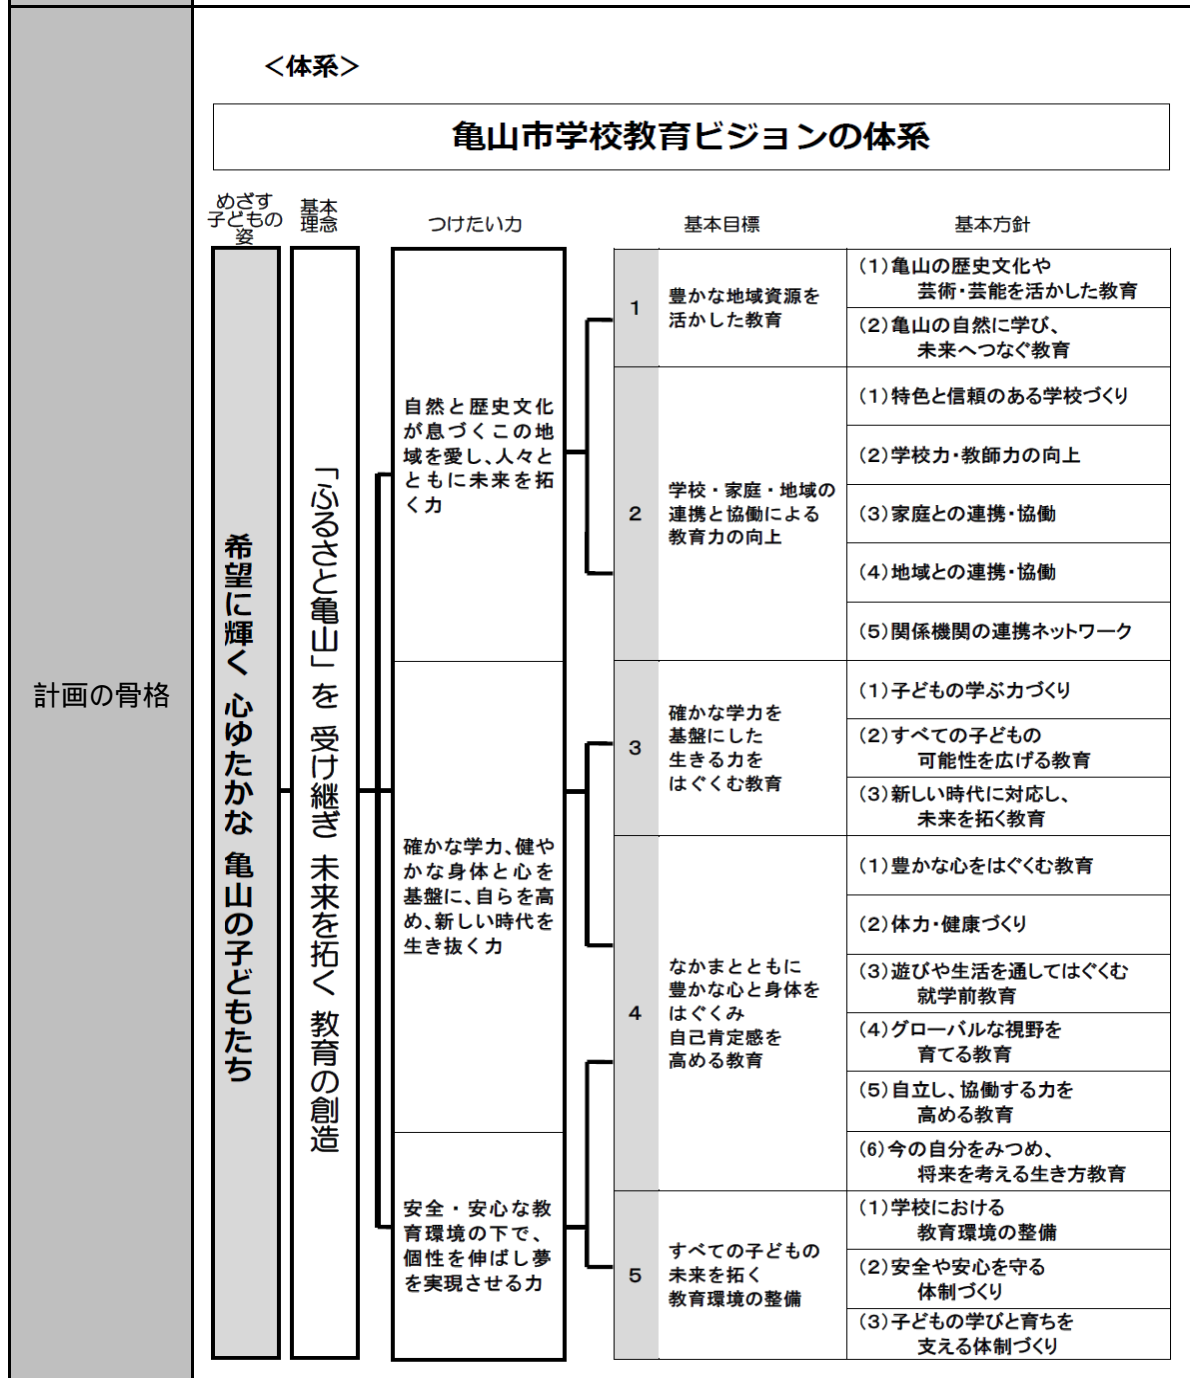 計画の骨格
＜体系＞
亀山市学校教育ビジョンの体系
めざす
子どもの
姿
基本
理念
つけたい力
基本目標
基本方針
希望に輝く 心ゆたかな 亀山の子どもたち
「ふるさと亀山」を 受け継ぎ 未来を拓く 教育の創造
自然と歴史文化
が息づくこの地
域を愛し、人々と
ともに未来を拓
く力
確かな学力、健や
かな身体と心を
基盤に、自らを高
め、新しい時代を
生き抜く力
安全・安心な教
育環境の下で、
個性を伸ばし夢
を実現させる力
1
豊かな地域資源を
活かした教育
(1)亀山の歴史文化や
芸術・芸能を活かした教育
(2)亀山の自然に学び、
未来へつなぐ教育
2
学校・家庭・地域の
連携と協働による
教育力の向上
(1)特色と信頼のある学校づくり
(2)学校力・教師力の向上
(3)家庭との連携・協働
(4)地域との連携・協働
(5)関係機関の連携ネットワーク
3
確かな学力を
基盤にした
生きる力を
はぐくむ教育
(1)子どもの学ぶ力づくり
(2)すべての子どもの
可能性を広げる教育
(3)新しい時代に対応し、
未来を拓く教育
4
なかまとともに
豊かな心と身体を
はぐくみ
自己肯定感を
高める教育
(1)豊かな心をはぐくむ教育
(2)体力・健康づくり
(3)遊びや生活を通してはぐくむ
就学前教育
(4)グローバルな視野を
育てる教育
(5)自立し、協働する力を
高める教育
(6)今の自分をみつめ、
将来を考える生き方教育
5
すべての子どもの
未来を拓く
教育環境の整備
(1)学校における
教育環境の整備
(2)安全や安心を守る
体制づくり
(3)子どもの学びと育ちを
支える体制づくり